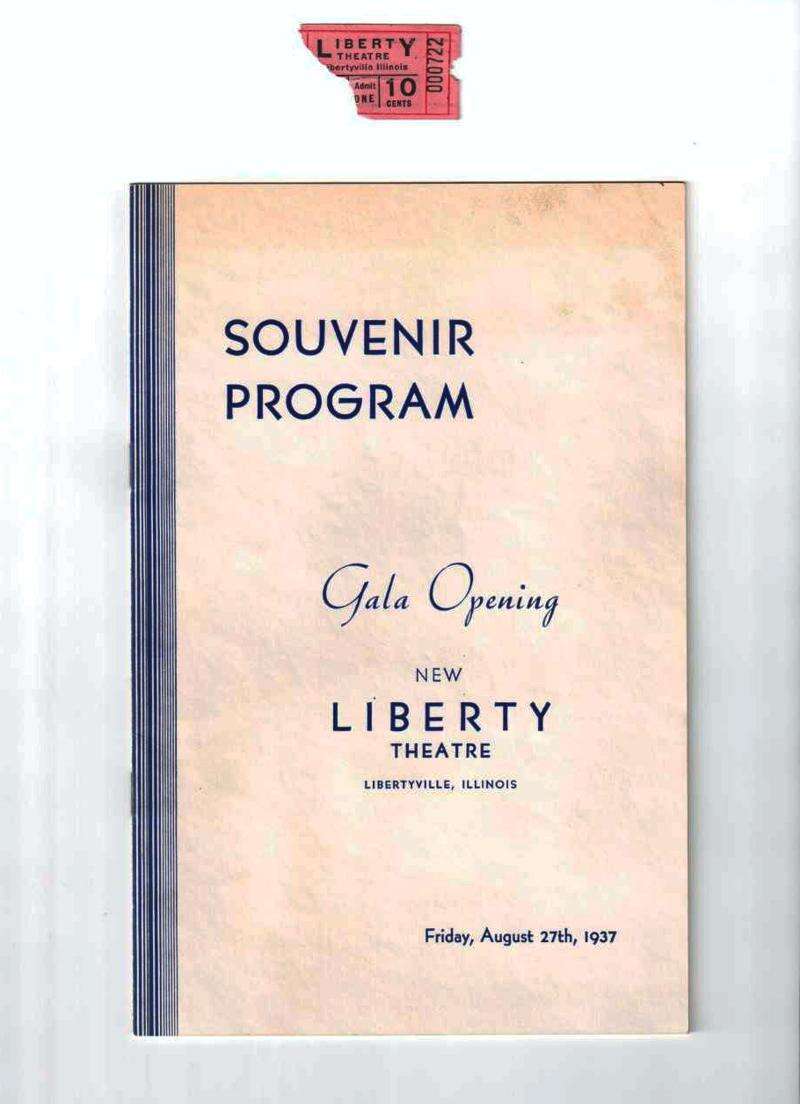 LIBERTY
THEATRE
bertyville Illinois
Admit
ONE
10
CENTS
000722
SOUVENIR
PROGRAM
Gala Opening
NEW
LIBERTY
THEATRE
LIBERTYVILLE, ILLINOIS
Friday, August 27th, 1937